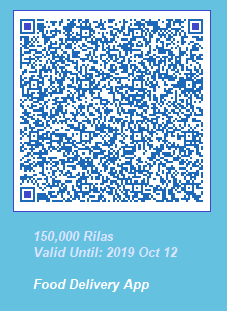 150,000 Rilas
Valid Until: 2019 Oct 12
Food Delivery App